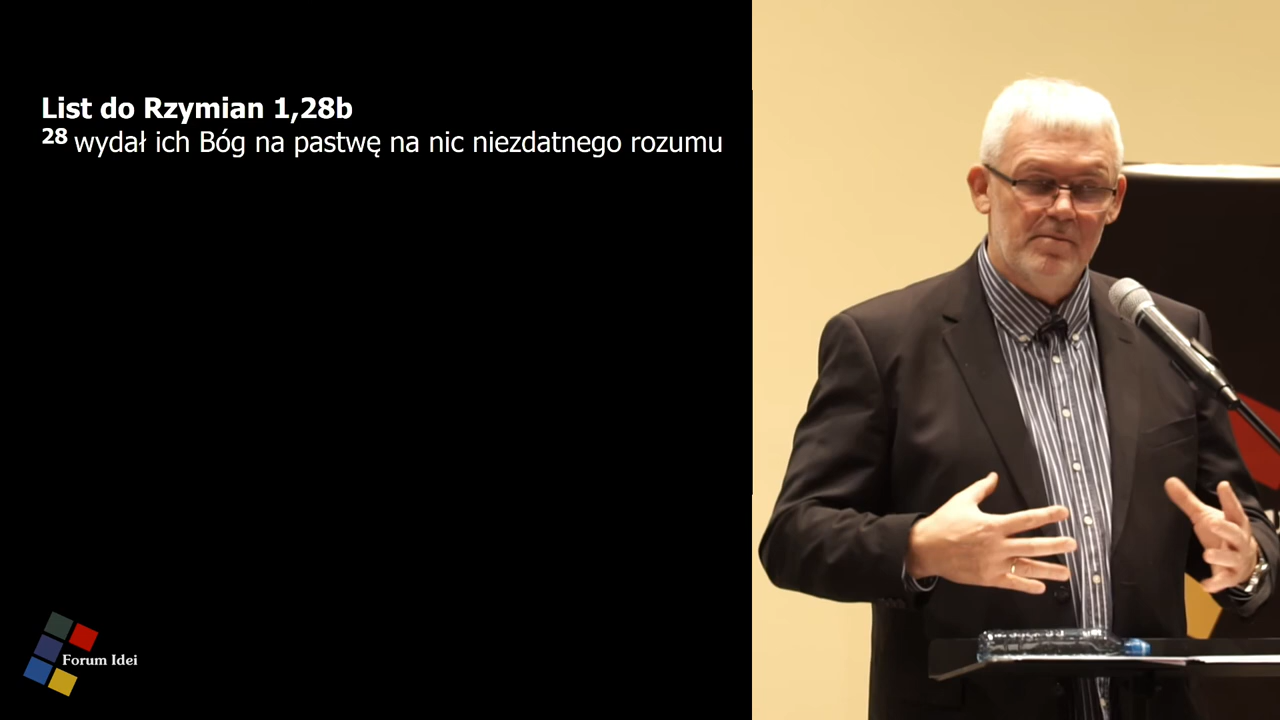 List do Rzymian 1,28b
28 wydał ich Bóg na pastwę na nic niezdatnego rozumu
Forum Idei